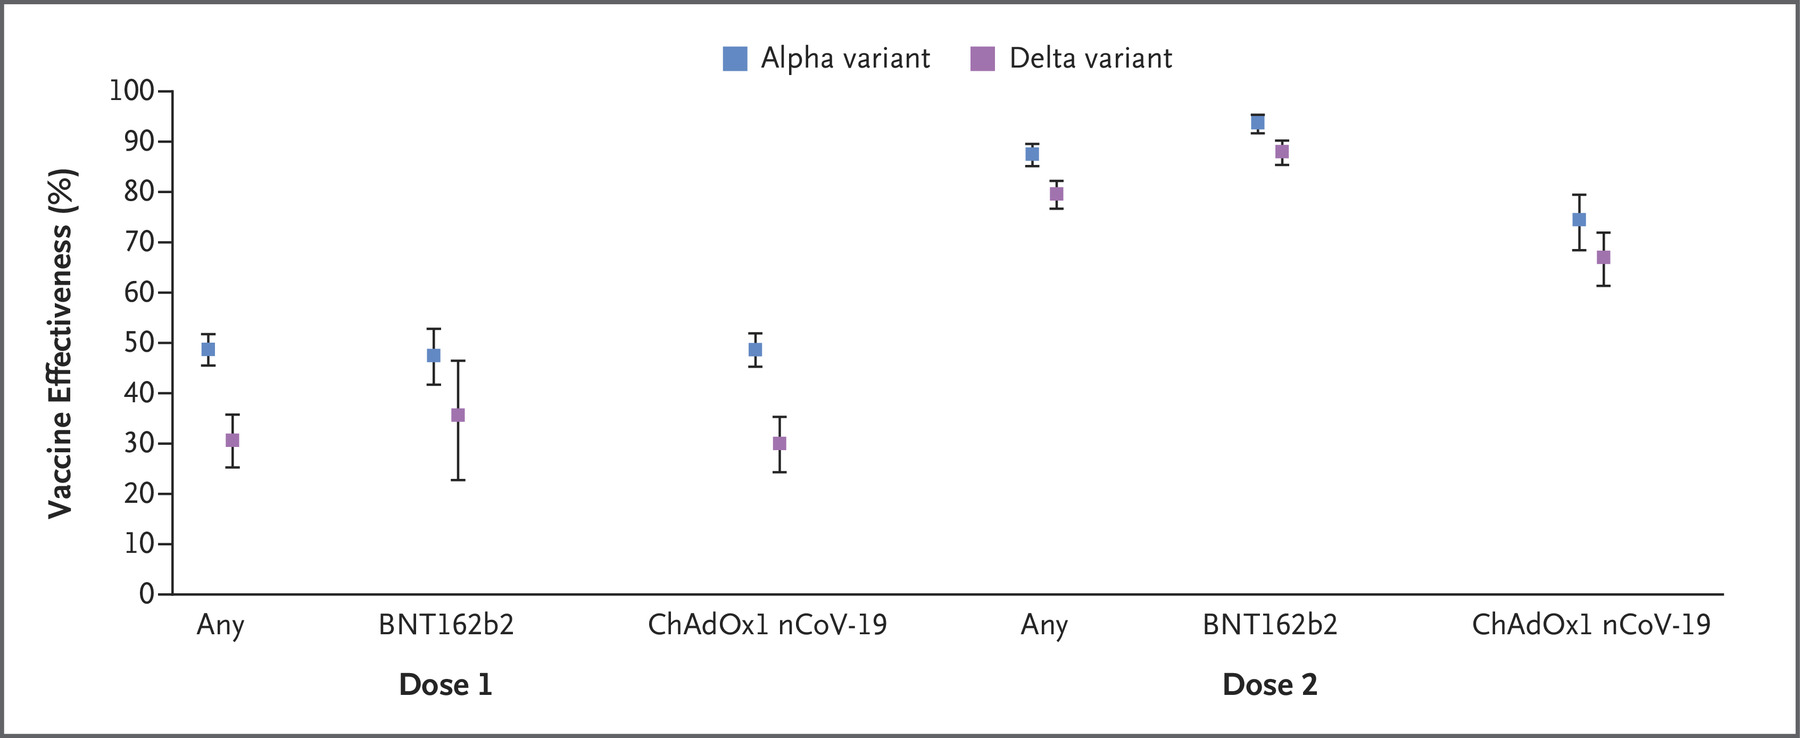 Alpha variant Delta variant
Vaccine Effectiveness (%)
100
90
80
70
60
50
40
30
20
10
0
Any BNT162b2 ChAdOx1 nCoV-19 Any BNT162b2 ChAdOx1 nCoV-19
Dose 1 Dose 2